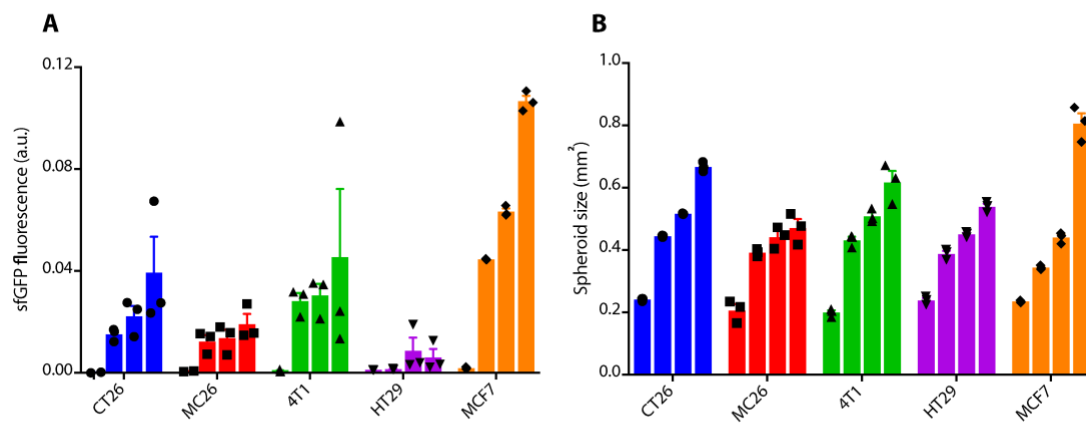 A
sfGFP fluorescence (a.u.)
0.12
0.08
0.04
0.00
CT26
MC26
4T1
HT29
MCF7
B
Spheroid size (mm²)
1.0
0.8
0.6
0.4
0.2
0.0
CT26
MC26
4T1
HT29
MCF7